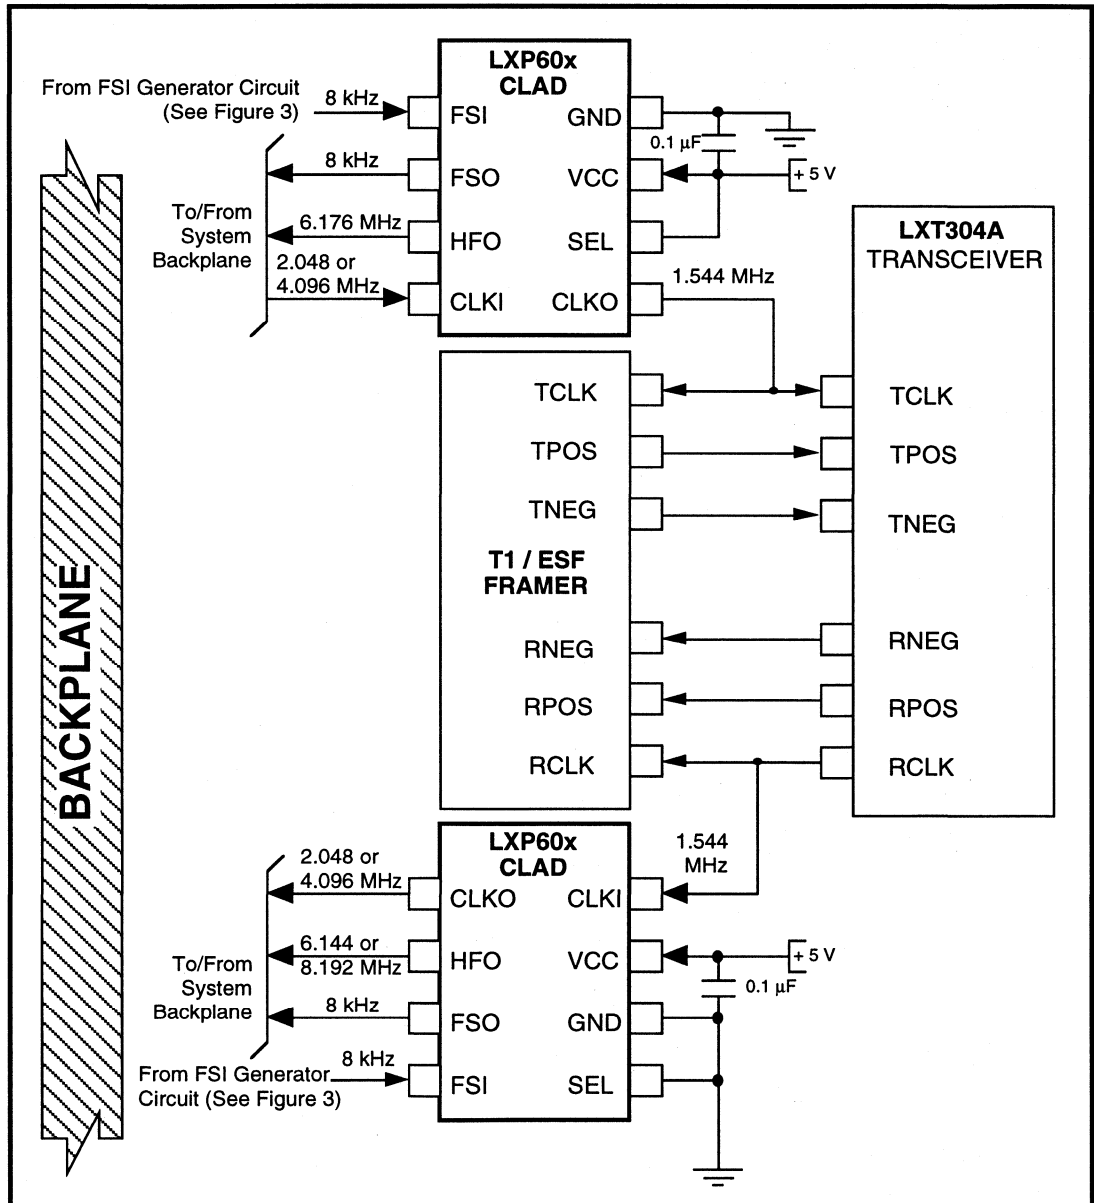 LXP60x
CLAD
From FSI Generator Circuit
(See Figure 3)
8 kHz
FSI
GND
0.1 µF
8 kHz
FSO
VCC
+ 5 V
To/From
System
Backplane
6.176 MHz
HFO
SEL
2.048 or
4.096 MHz
CLKI
CLKO
1.544 MHz
LXT304A
TRANSCEIVER
TCLK
TCLK
TPOS
TPOS
TNEG
TNEG
T1 / ESF
FRAMER
BACKPLANE
RNEG
RNEG
RPOS
RPOS
RCLK
RCLK
LXP60x
CLAD
1.544
MHz
2.048 or
4.096 MHz
CLKO
CLKI
6.144 or
8.192 MHz
HFO
VCC
+ 5 V
0.1 µF
To/From
System
Backplane
8 kHz
FSO
GND
8 kHz
From FSI Generator
Circuit (See Figure 3)
FSI
SEL